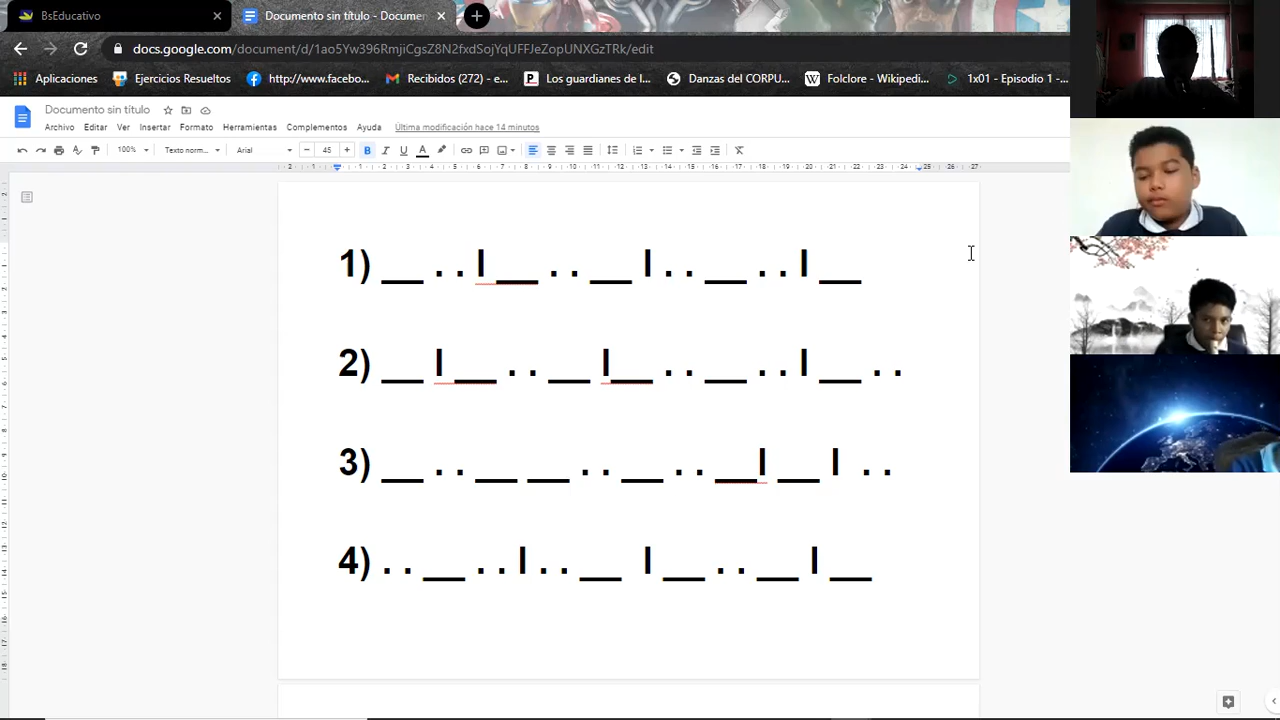 BsEducativo
Documento sin título - Documen
docs.google.com/document/d/1ao5Yw396RmjiCgsZ8N2fxdSojYqUFFJeZopUNXGzTRk/edit
Aplicaciones Ejercicios Resueltos http://www.facebo... Recibidos (272) - e... Los guardianes de l... Danzas del CORPU... Folclore - Wikipedi... 1x01 - Episodio 1 -...
Documento sin título
Archivo Editar Ver Insertar Formato Herramientas Complementos Ayuda Última modificación hace 14 minutos
100% Texto norm... Arial 45
1) __ . . l __ . . __ l . . __ . . l __
2) __ l __ . . __ l__ . . __ . . l __ . .
3) __ . . __ __ . . __ . . __l __ l . .
4) . . __ . . l . . __ l __ . . __ l __